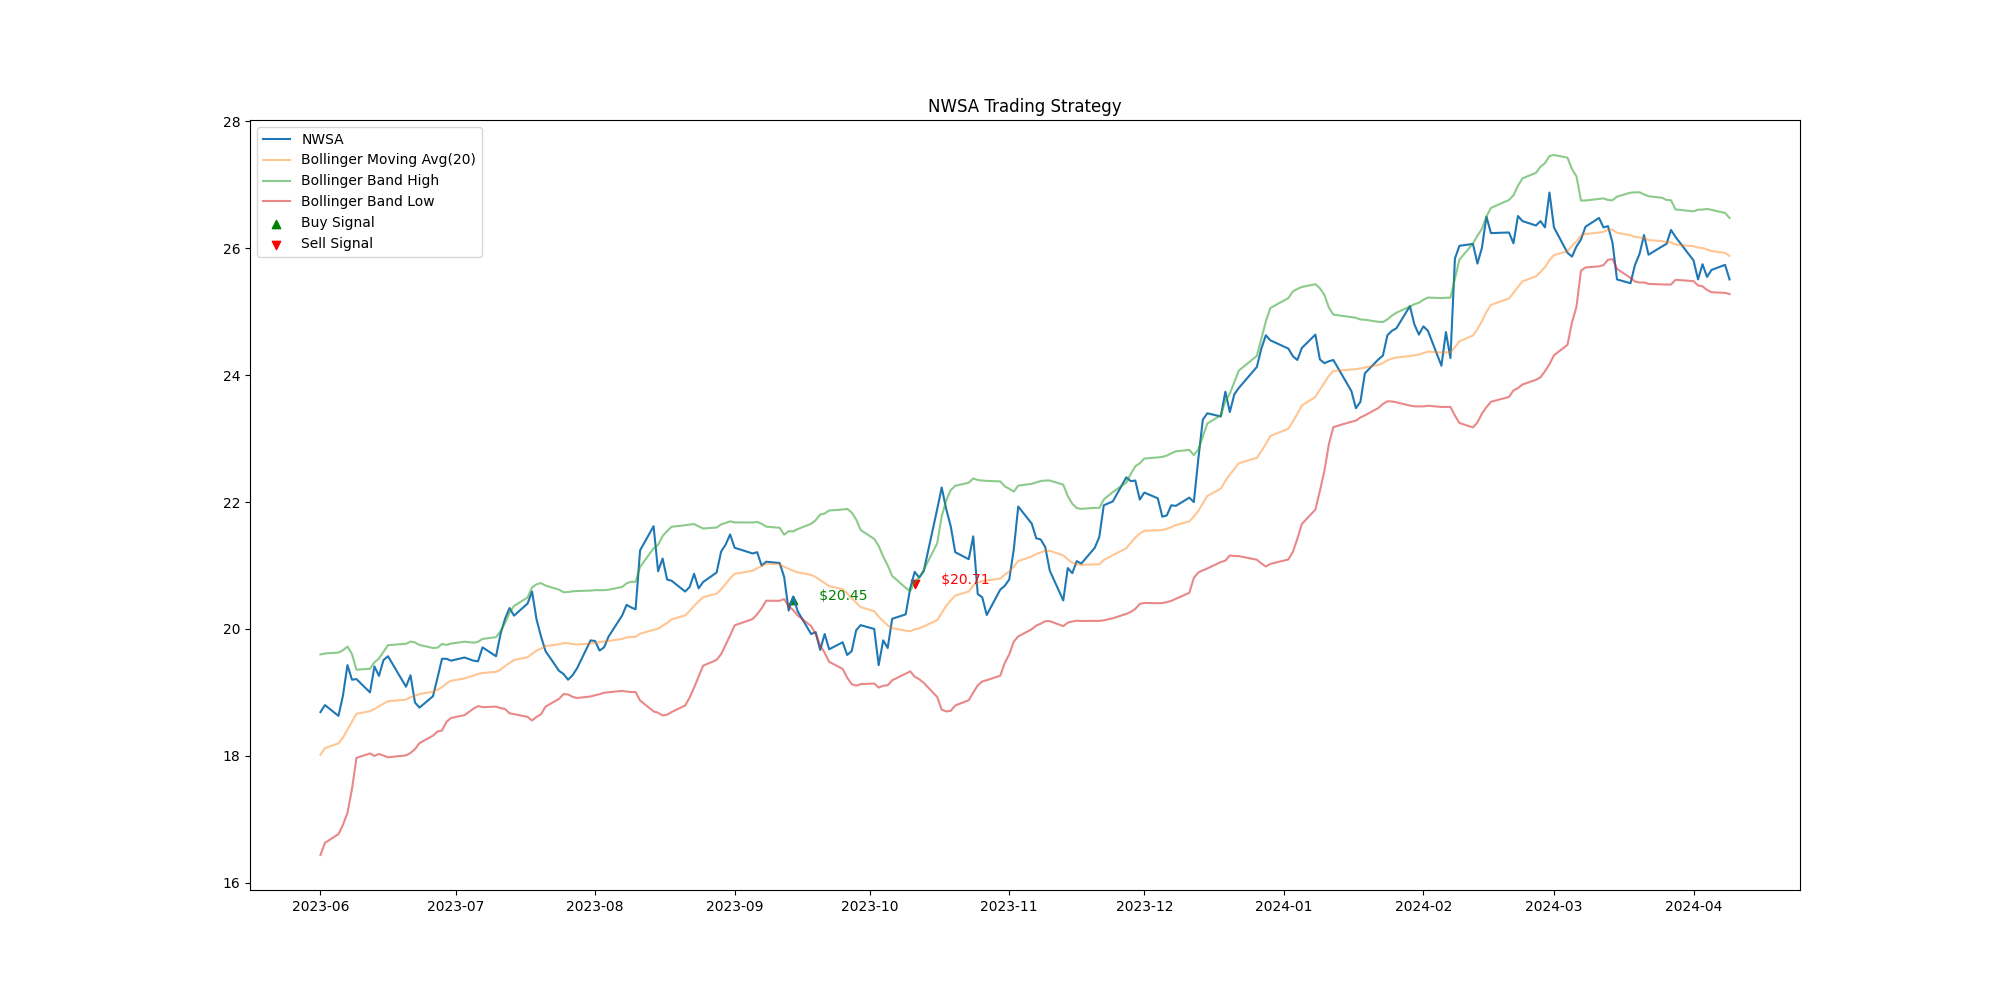 NWSA Trading Strategy
28
26
24
22
20
18
16
NWSA
Bollinger Moving Avg(20)
Bollinger Band High
Bollinger Band Low
Buy Signal
Sell Signal
$20.71
$20.45
2023-06 2023-07 2023-08 2023-09 2023-10 2023-11 2023-12 2024-01 2024-02 2024-03 2024-04